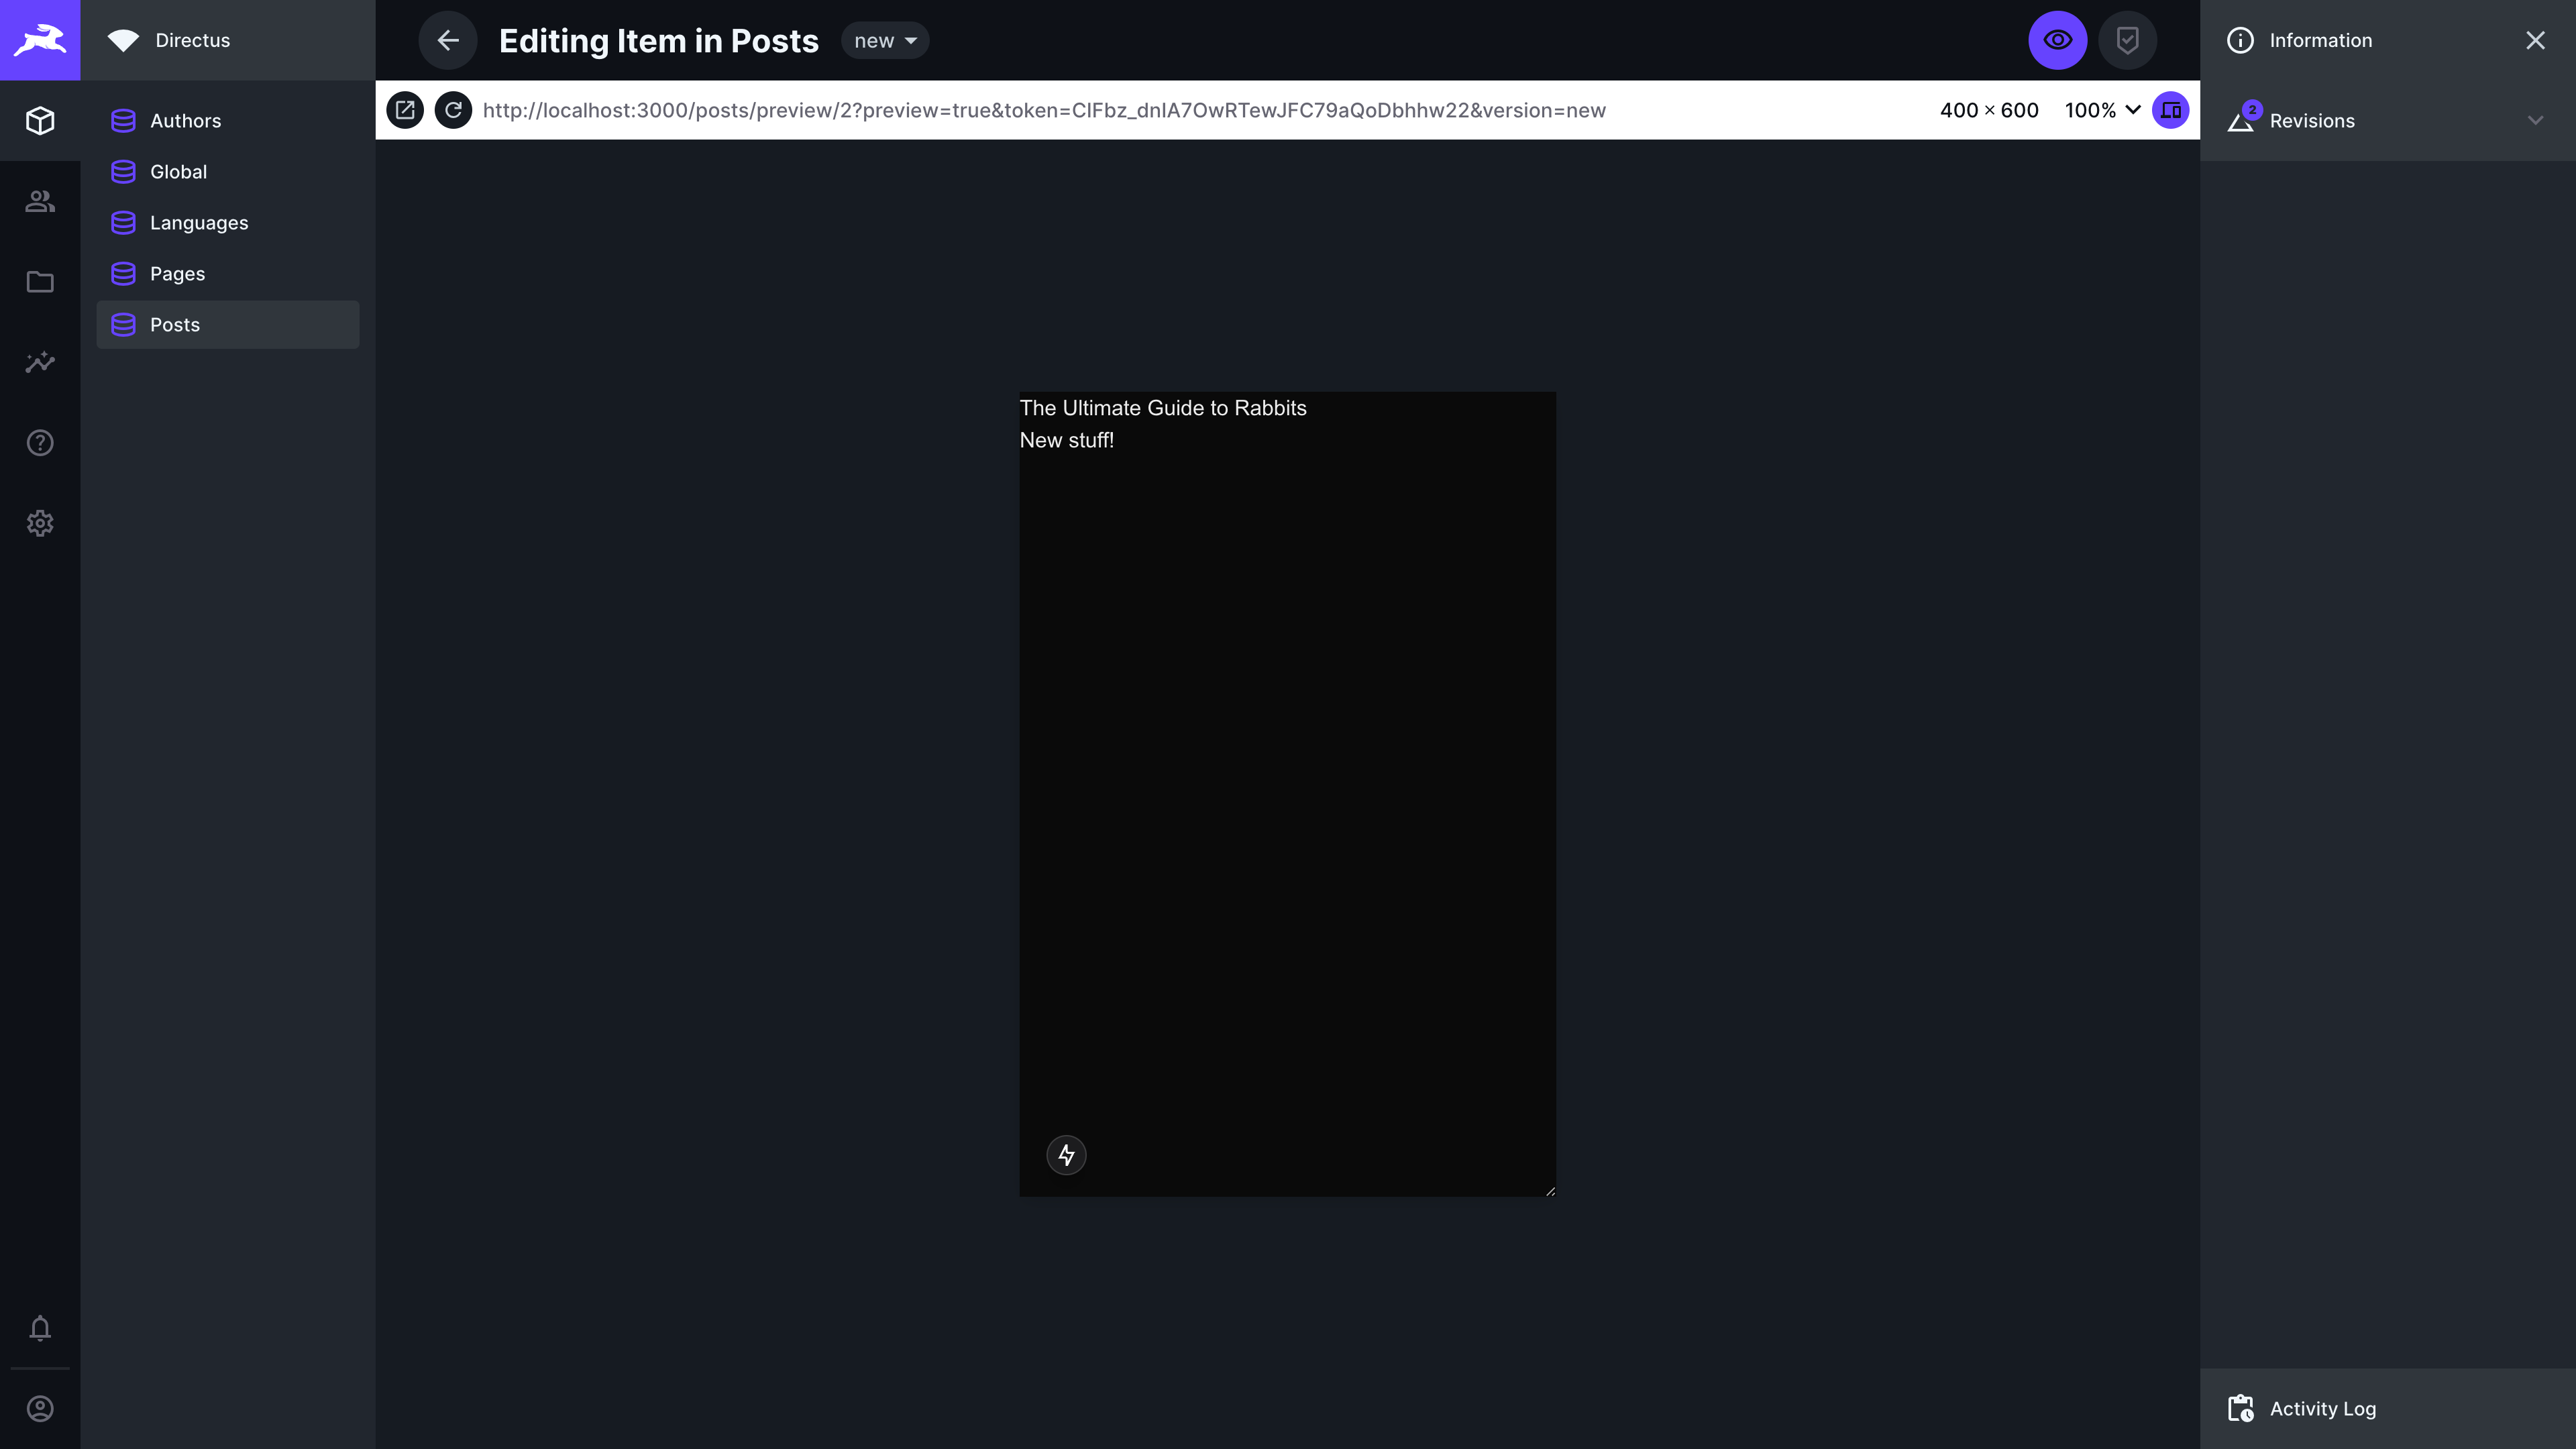 Directus
Authors
Global
Languages
Pages
Posts
Editing Item in Posts
new
http://localhost:3000/posts/preview/2?preview=true&token=CIFbz_dnlA7OwRTewJFC79aQoDbhhw22&version=new
400 × 600
100%
The Ultimate Guide to Rabbits
New stuff!
Information
2
Revisions
Activity Log